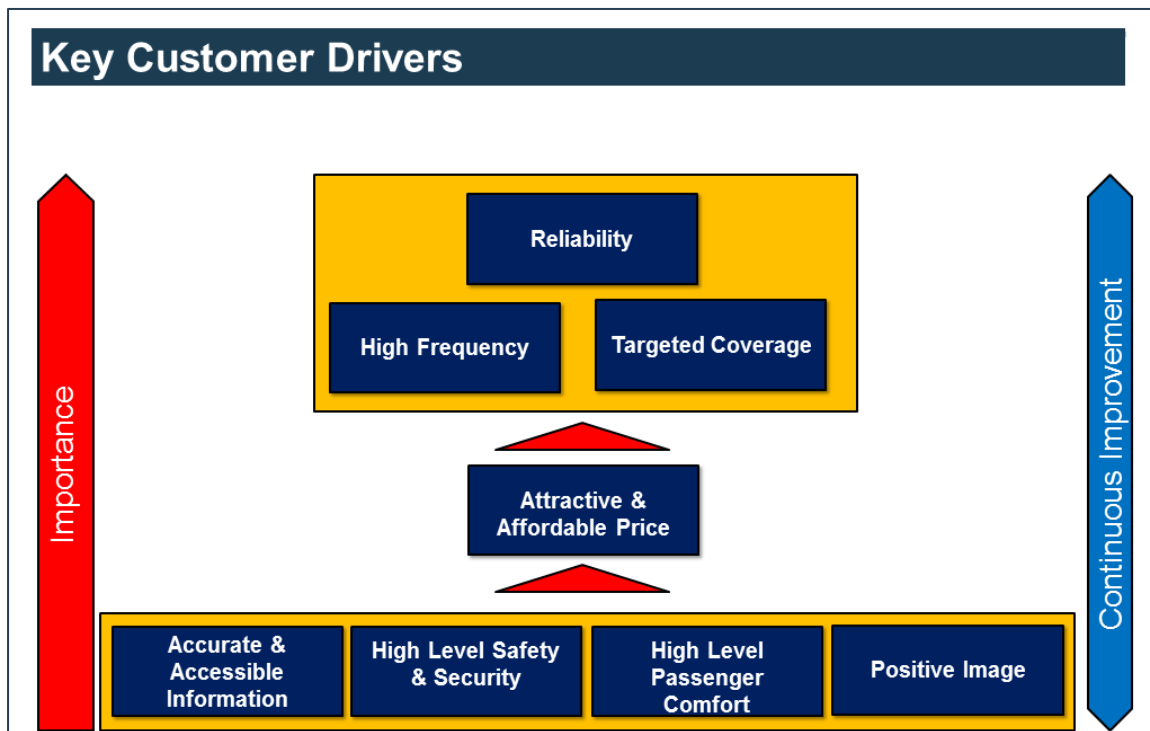 Key Customer Drivers
Importance
Reliability
High Frequency
Targeted Coverage
Attractive &
Affordable Price
Accurate &
Accessible
Information
High Level Safety
& Security
High Level
Passenger
Comfort
Positive Image
Continuous Improvement